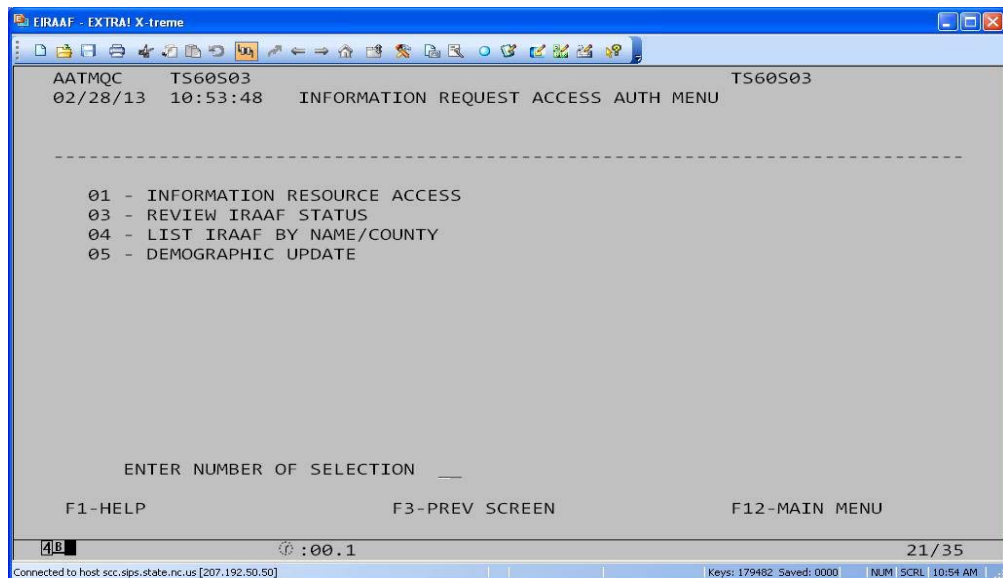 EIRAAF - EXTRA! X-treme
AATMQC TS60S03 TS60S03
02/28/13 10:53:48 INFORMATION REQUEST ACCESS AUTH MENU
--------------------------------------------------------------------------------
01 - INFORMATION RESOURCE ACCESS
03 - REVIEW IRAAF STATUS
04 - LIST IRAAF BY NAME/COUNTY
05 - DEMOGRAPHIC UPDATE
ENTER NUMBER OF SELECTION __
F1-HELP F3-PREV SCREEN F12-MAIN MENU
4B :00.1 21/35
Connected to host scc.sips.state.nc.us [207.192.50.50] Keys: 179482 Saved: 0000 NUM SCRL 10:54 AM